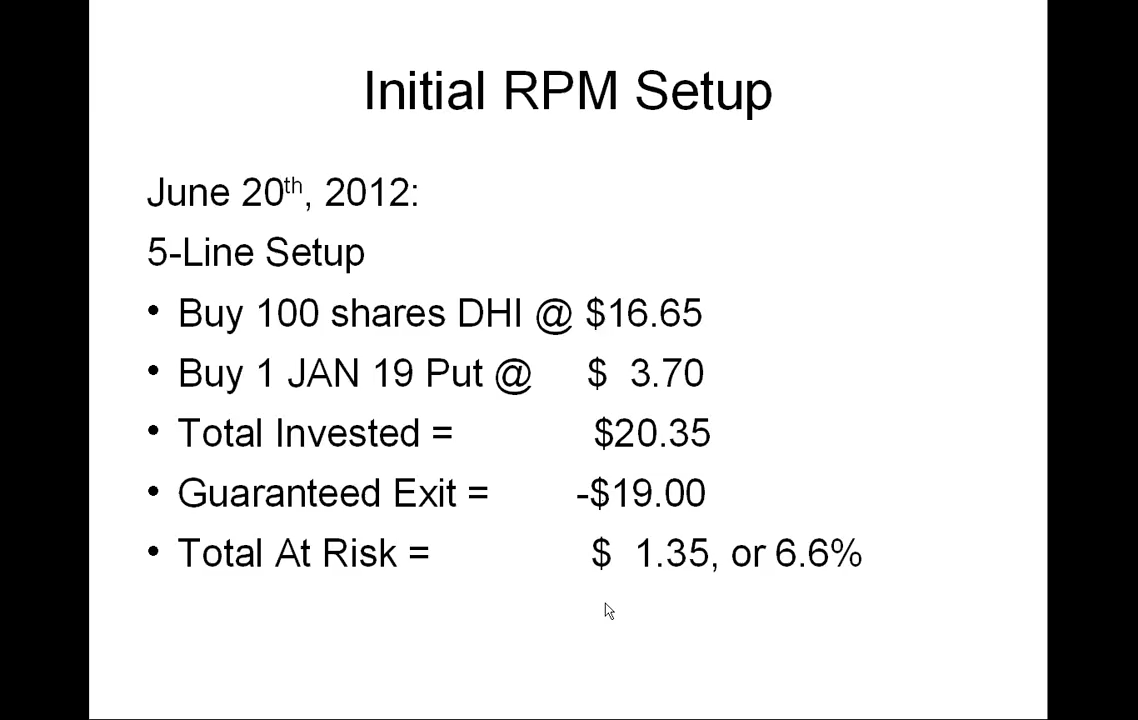 Initial RPM Setup
June 20th, 2012:
5-Line Setup
• Buy 100 shares DHI @ $16.65
• Buy 1 JAN 19 Put @ $ 3.70
• Total Invested = $20.35
• Guaranteed Exit = -$19.00
• Total At Risk = $ 1.35, or 6.6%